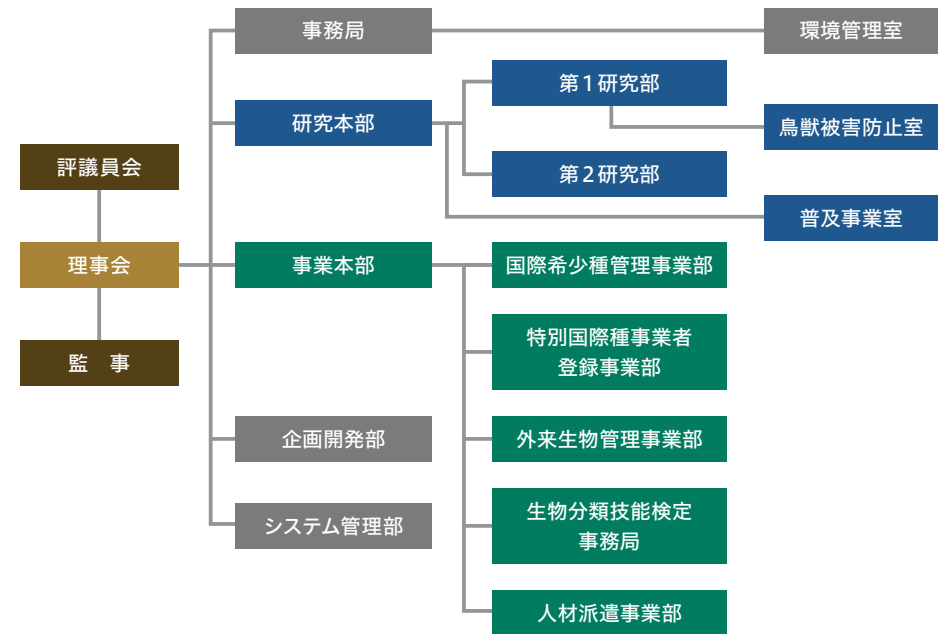 事務局
環境管理室
第1研究部
研究本部
鳥獣被害防止室
第2研究部
普及事業室
評議員会
理事会
監　事
事業本部
国際希少種管理事業部
特別国際種事業者
登録事業部
企画開発部
外来生物管理事業部
システム管理部
生物分類技能検定
事務局
人材派遣事業部